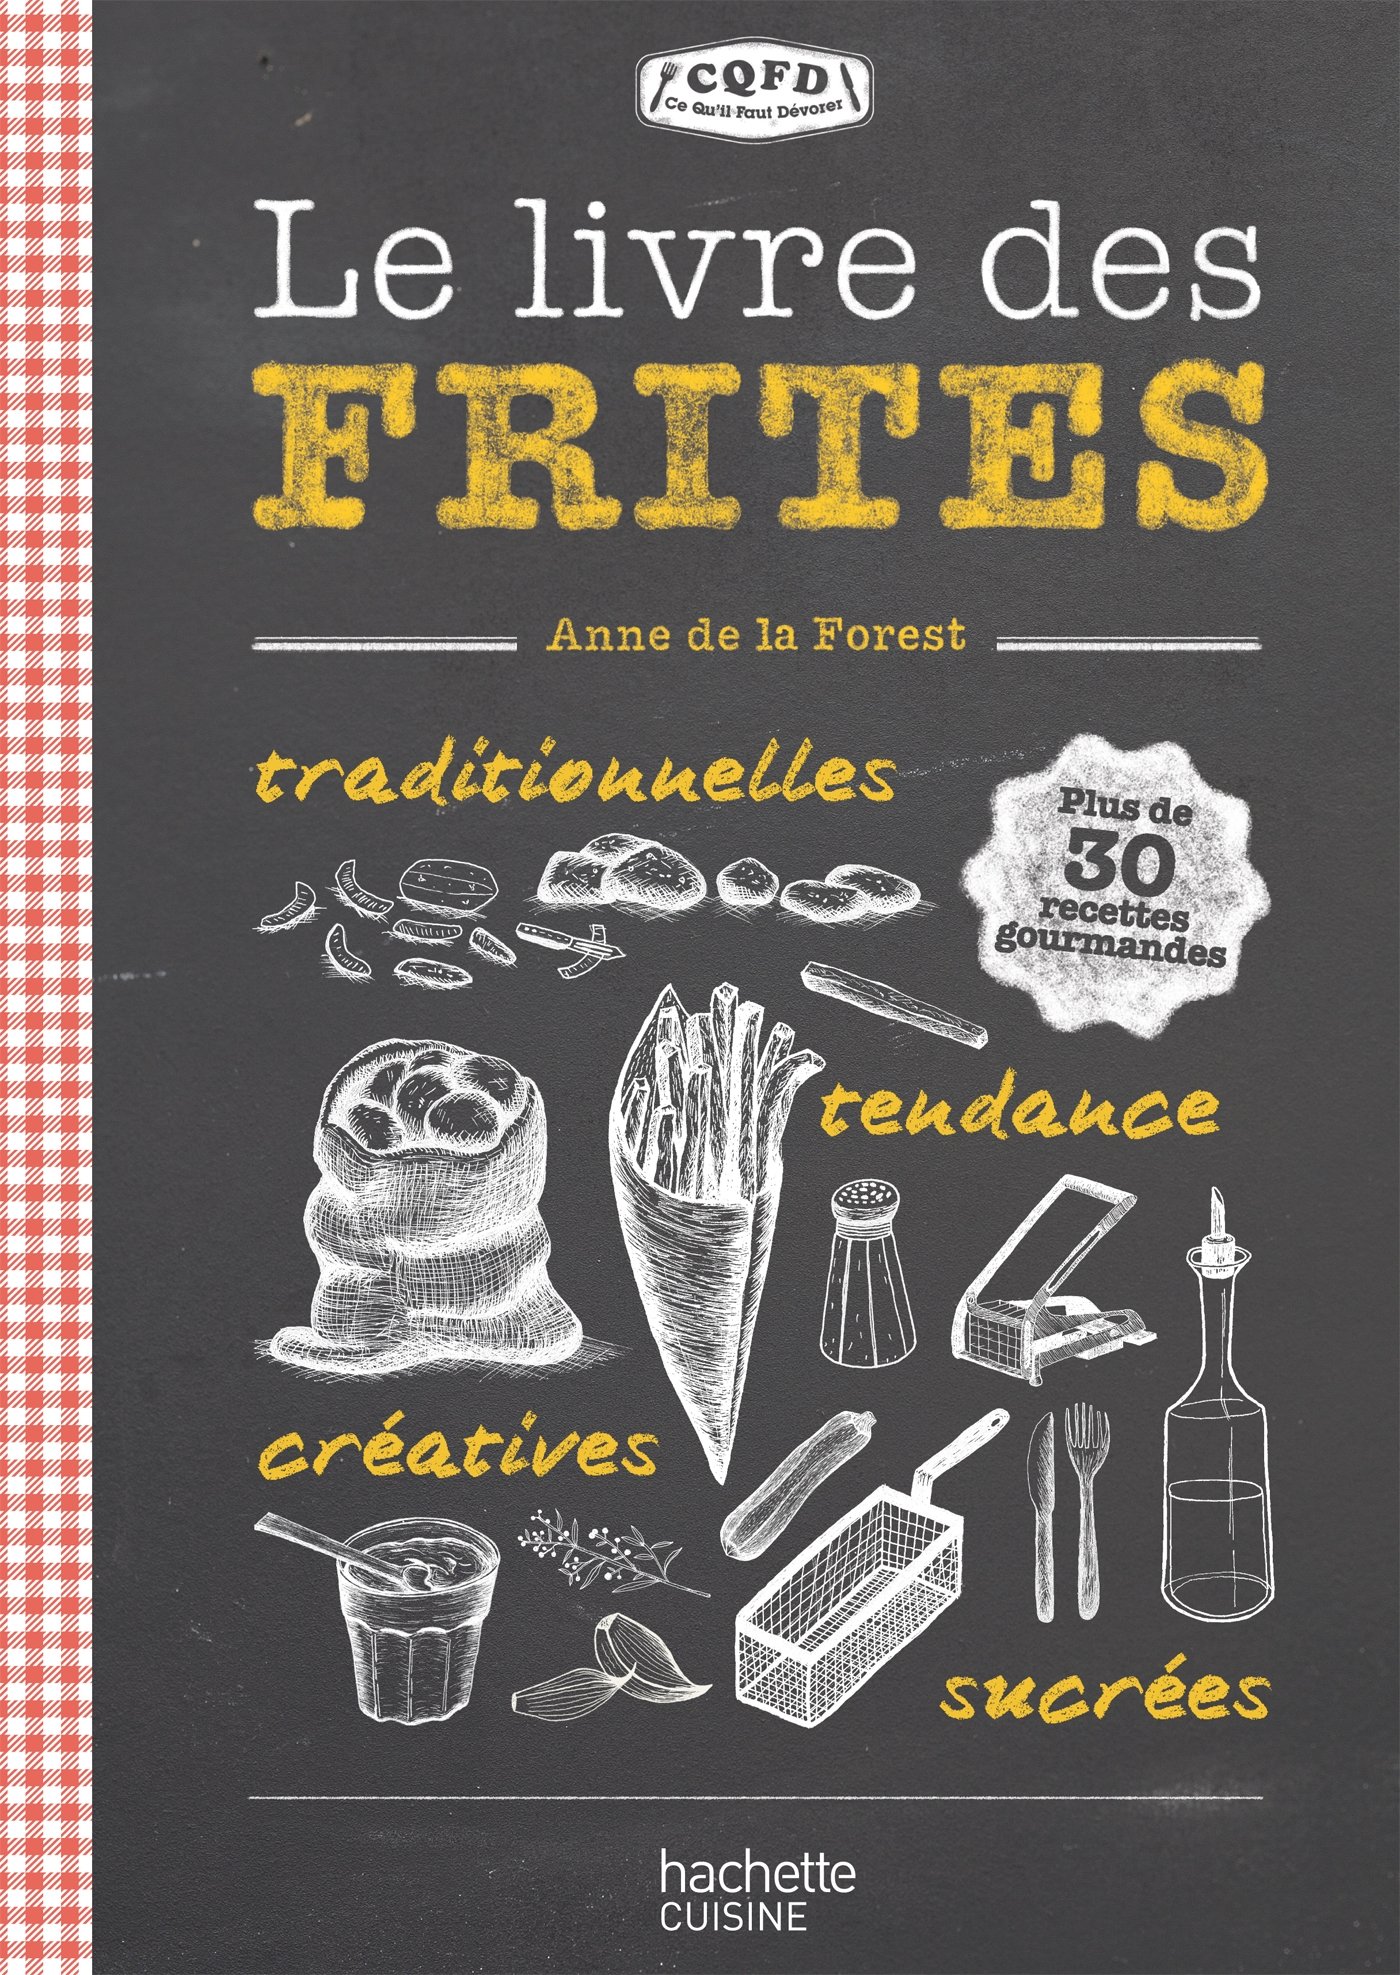 CQFD
Ce Qu'il Faut Dévorer
Le livre des
FRITES
Anne de la Forest
traditionnelles
Plus de
30
recettes
gourmandes
tendance
créatives
sucrées
hachette
CUISINE